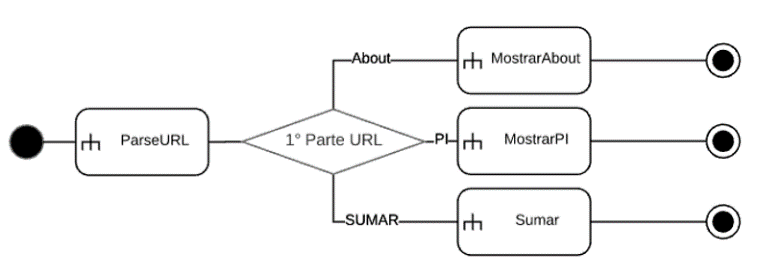 About
MostrarAbout
ParseURL
1° Parte URL
PI
MostrarPI
SUMAR
Sumar